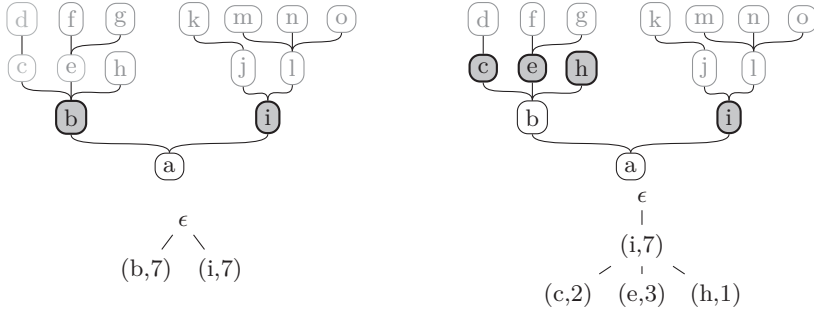 d f g k m n o
c e h j l
b i
a
ϵ
(b,7) (i,7)
d f g k m n o
c e h j l
b i
a
ϵ
(i,7)
(c,2) (e,3) (h,1)